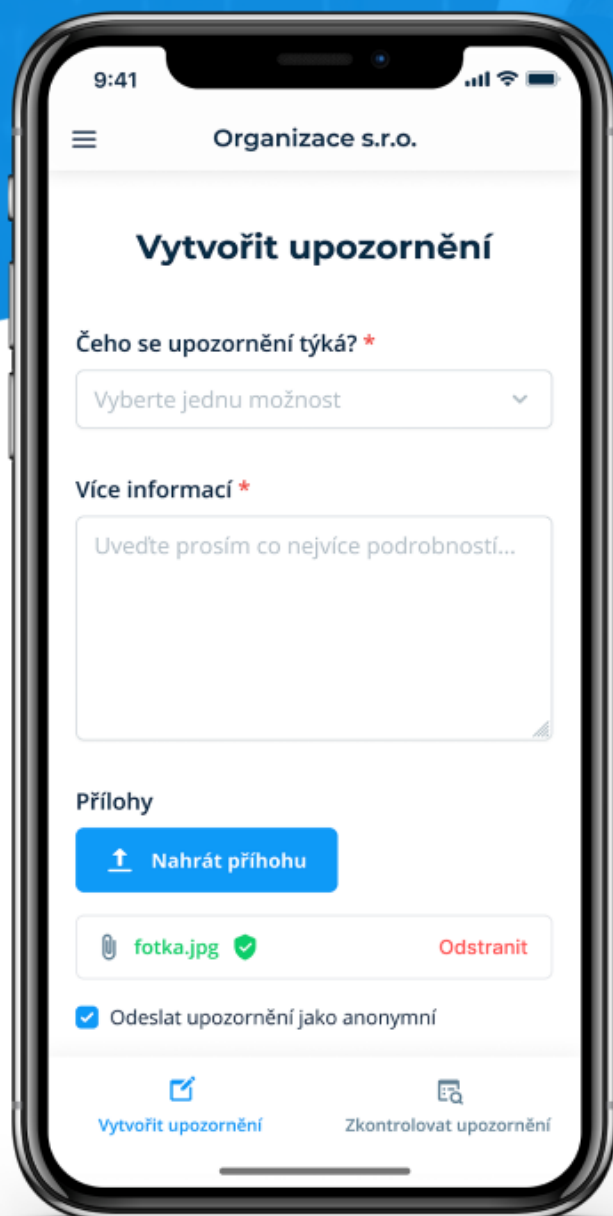 9:41
Organizace s.r.o.
Vytvořit upozornění
Čeho se upozornění týká? *
Vyberte jednu možnost
Více informací *
Uveďte prosím co nejvíce podrobností...
Přílohy
Nahrát příhohu
fotka.jpg
Odstranit
Odeslat upozornění jako anonymní
Vytvořit upozornění
Zkontrolovat upozornění